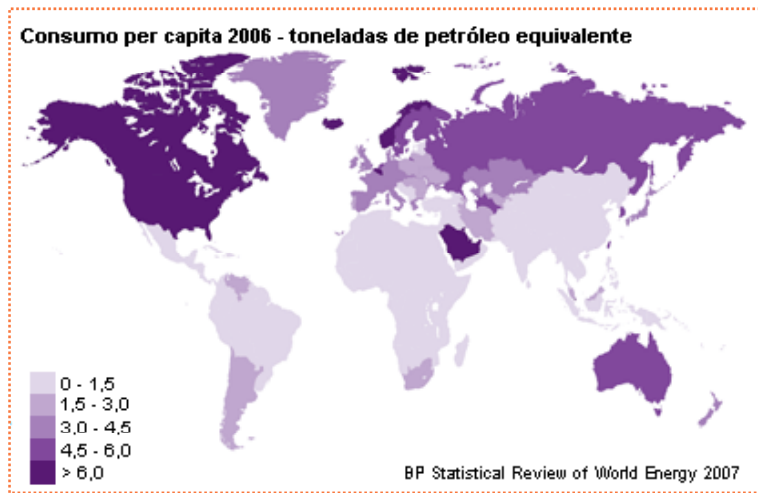 Consumo per capita 2006 - toneladas de petróleo equivalente
0 - 1,5
1,5 - 3,0
3,0 - 4,5
4,5 - 6,0
> 6,0
BP Statistical Review of World Energy 2007